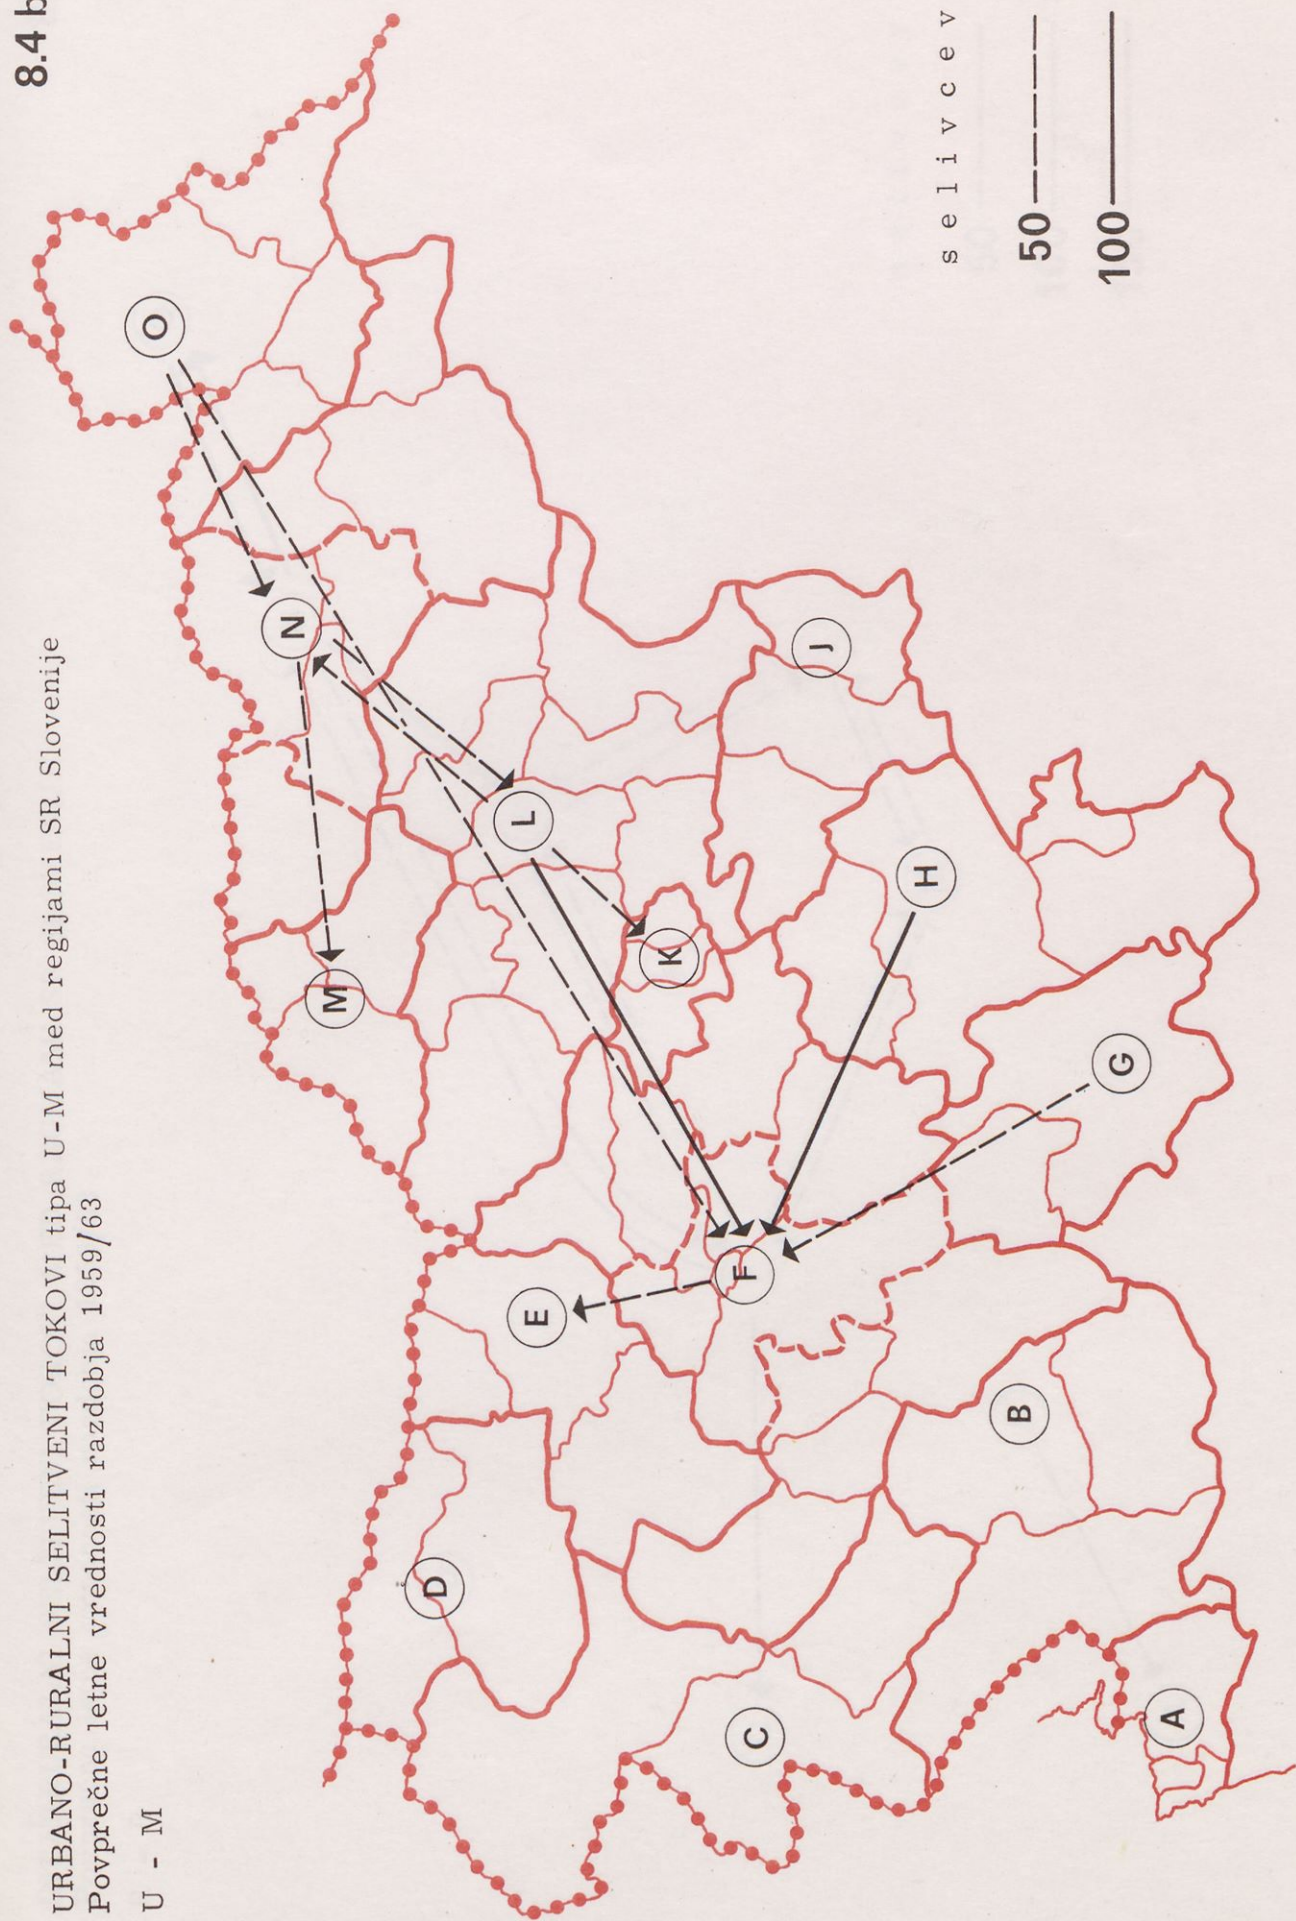 8.4 b
URBANO-RURALNI SELITVENI TOKOVI tipa U-M med regijami SR Slovenije
Povprečne letne vrednosti razdobja 1959/63
U - M
O
N
M
L
K
E
D
F
J
H
C
B
G
A
selivcev
50
100